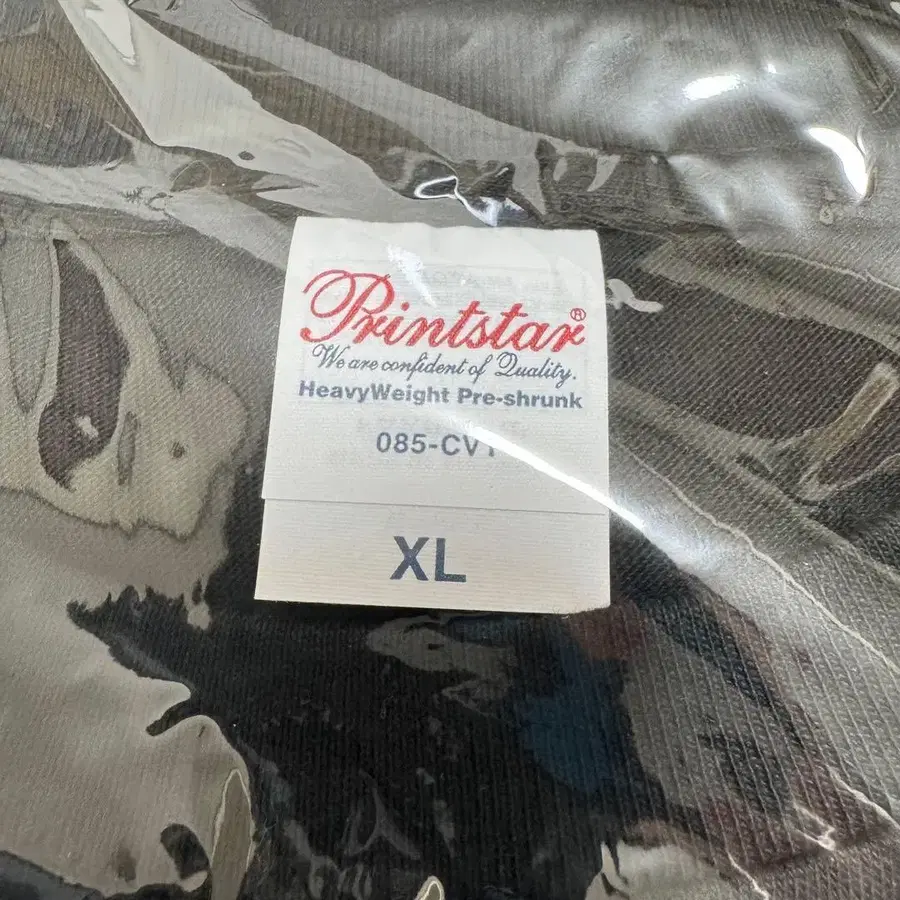 Printstar®
We are confident of Quality.
HeavyWeight Pre-shrunk
085-CVT
XL